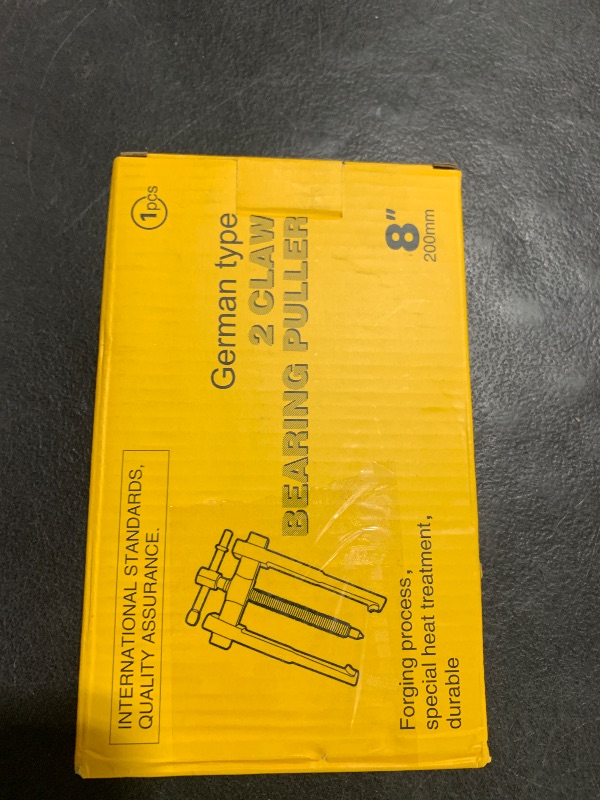 INTERNATIONAL STANDARDS,
QUALITY ASSURANCE.
1pcs
German type
2 CLAW
BEARING PULLER
Forging process,
special heat treatment,
durable
8"
200mm